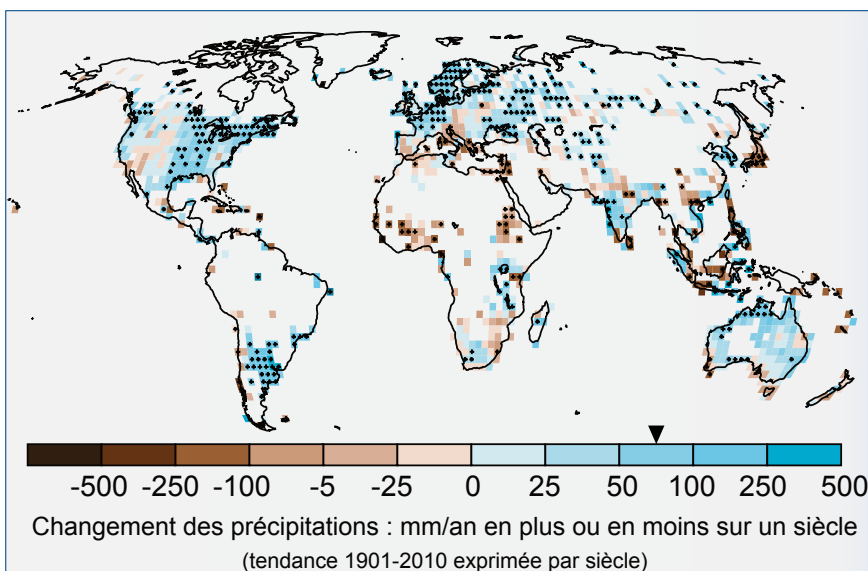 -500 -250 -100 -5 -25 0 25 50 100 250 500
Changement des précipitations : mm/an en plus ou en moins sur un siècle
(tendance 1901-2010 exprimée par siècle)